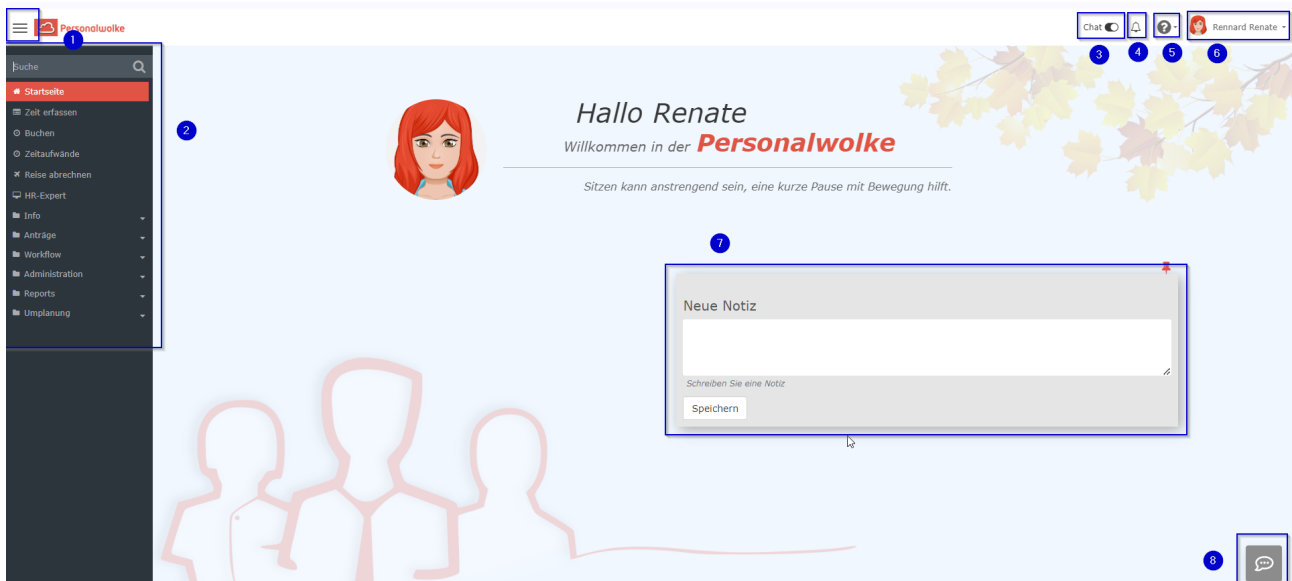 Personalwolke
Chat
Rennard Renate
1
3
4
5
6
Suche
Startseite
Zeit erfassen
Buchen
Zeitaufwände
Reise abrechnen
HR-Expert
Info
Anträge
Workflow
Administration
Reports
Umplanung
2
Hallo Renate
Willkommen in der Personalwolke
Sitzen kann anstrengend sein, eine kurze Pause mit Bewegung hilft.
7
Neue Notiz
Schreiben Sie eine Notiz
Speichern
8